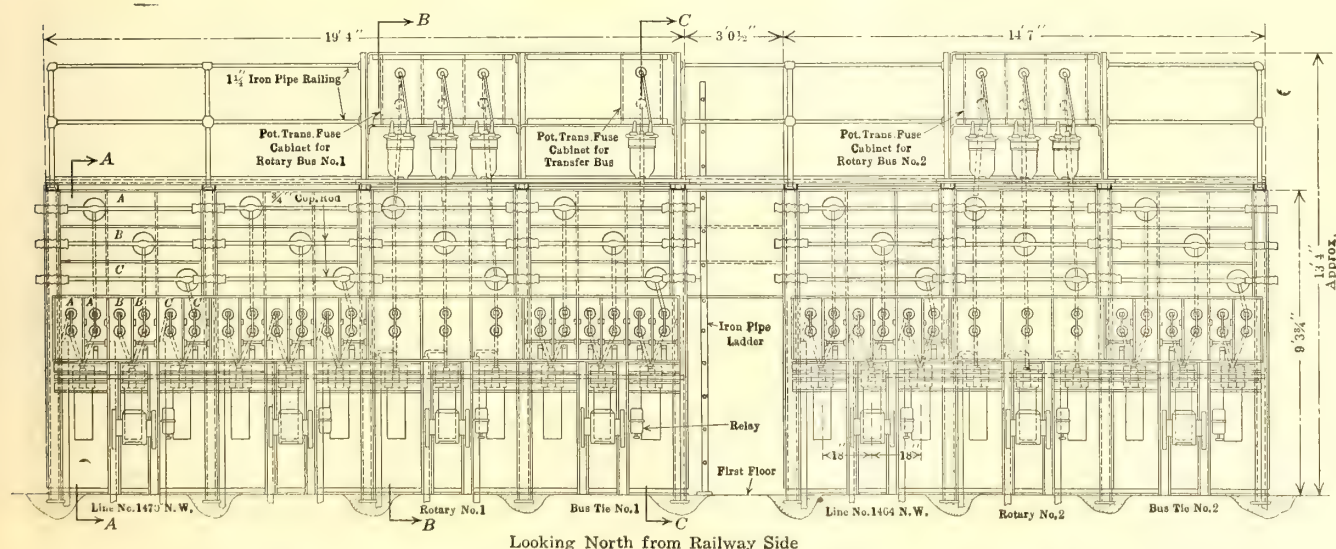 B
C
19'4"
3'0½"
14'7"
1¼" Iron Pipe Railing
Pot. Trans. Fuse
Cabinet for
Rotary Bus No.1
Pot. Trans. Fuse
Cabinet for
Transfer Bus
Pot. Trans. Fuse
Cabinet for
Rotary Bus No.2
A
A
¾" Cop. Rod
B
C
A A B B C C
Iron Pipe
Ladder
13'4"
Approx.
9'3¾"
Relay
18" 18"
First Floor
A
Line No.1473 N.W.
B
Rotary No.1
Bus Tie No.1
C
Line No.1464 N.W.
Rotary No.2
Bus Tie No.2
Looking North from Railway Side